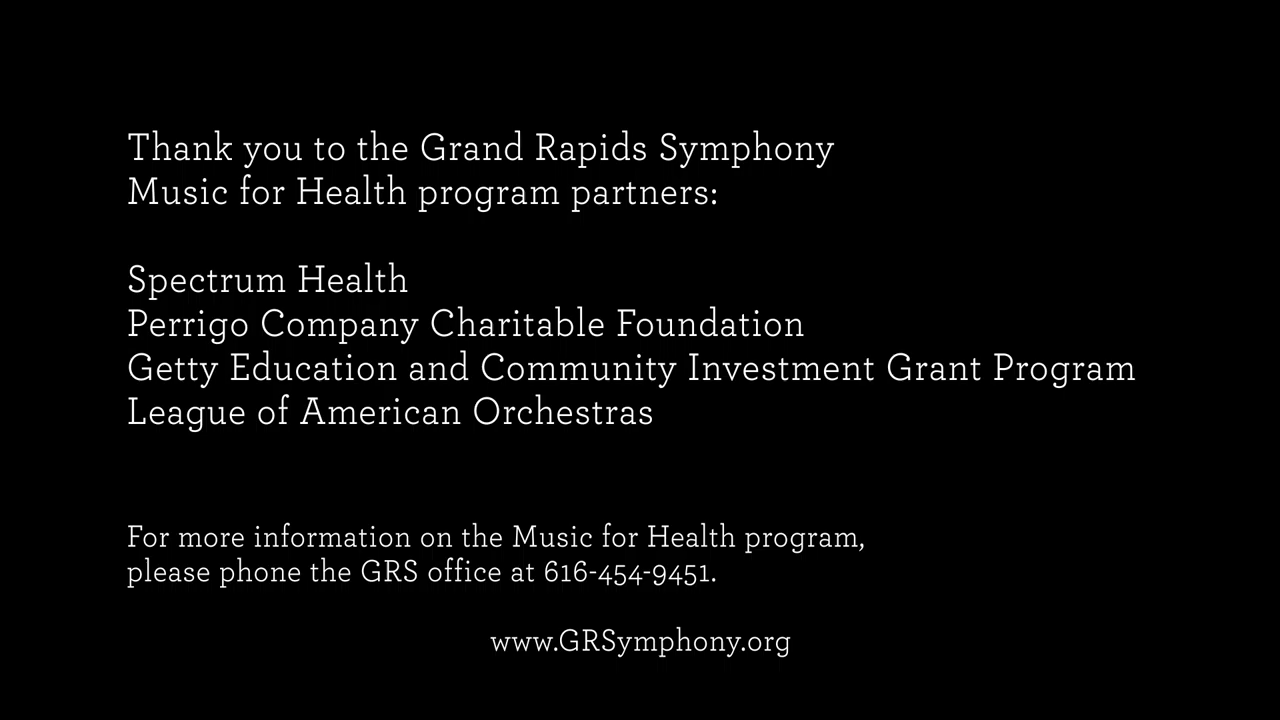 Thank you to the Grand Rapids Symphony
Music for Health program partners:
Spectrum Health
Perrigo Company Charitable Foundation
Getty Education and Community Investment Grant Program
League of American Orchestras
For more information on the Music for Health program,
please phone the GRS office at 616-454-9451.
www.GRSymphony.org